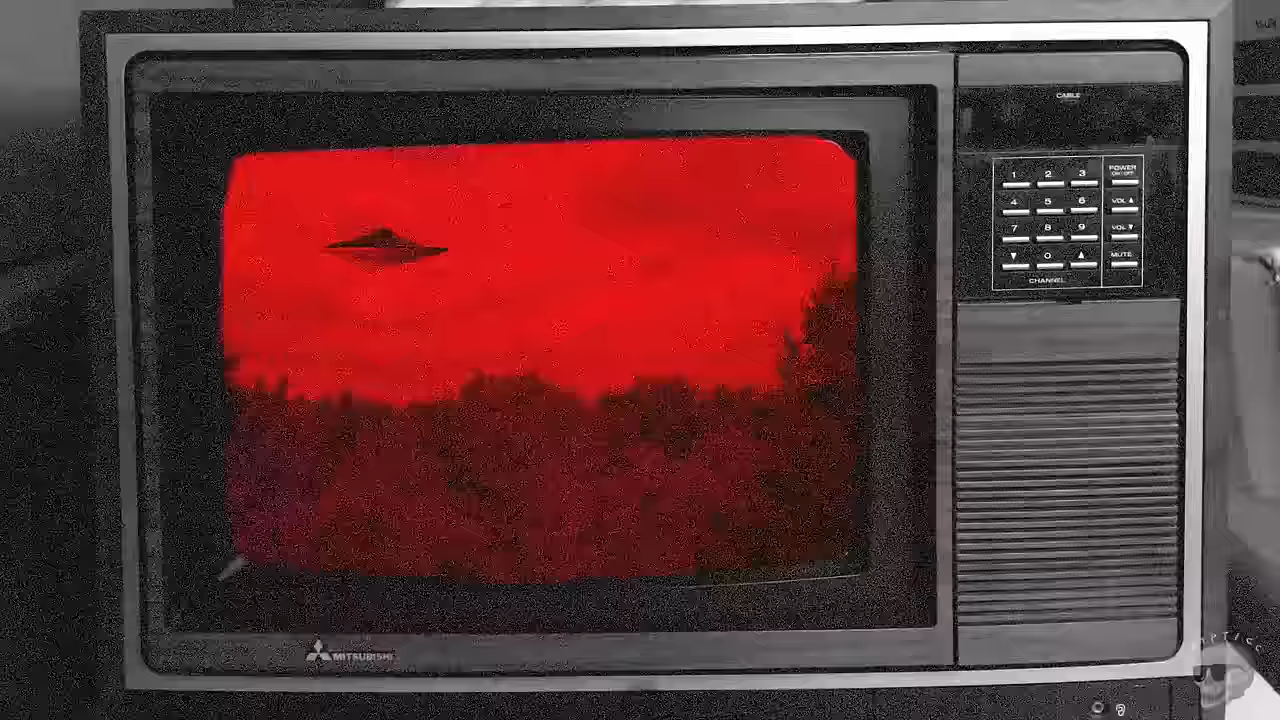 CABLE
1 2 3 POWER
ON/OFF
4 5 6 VOL ▲
7 8 9 VOL ▼
▼ 0 ▲ MUTE
CHANNEL
MITSUBISHI